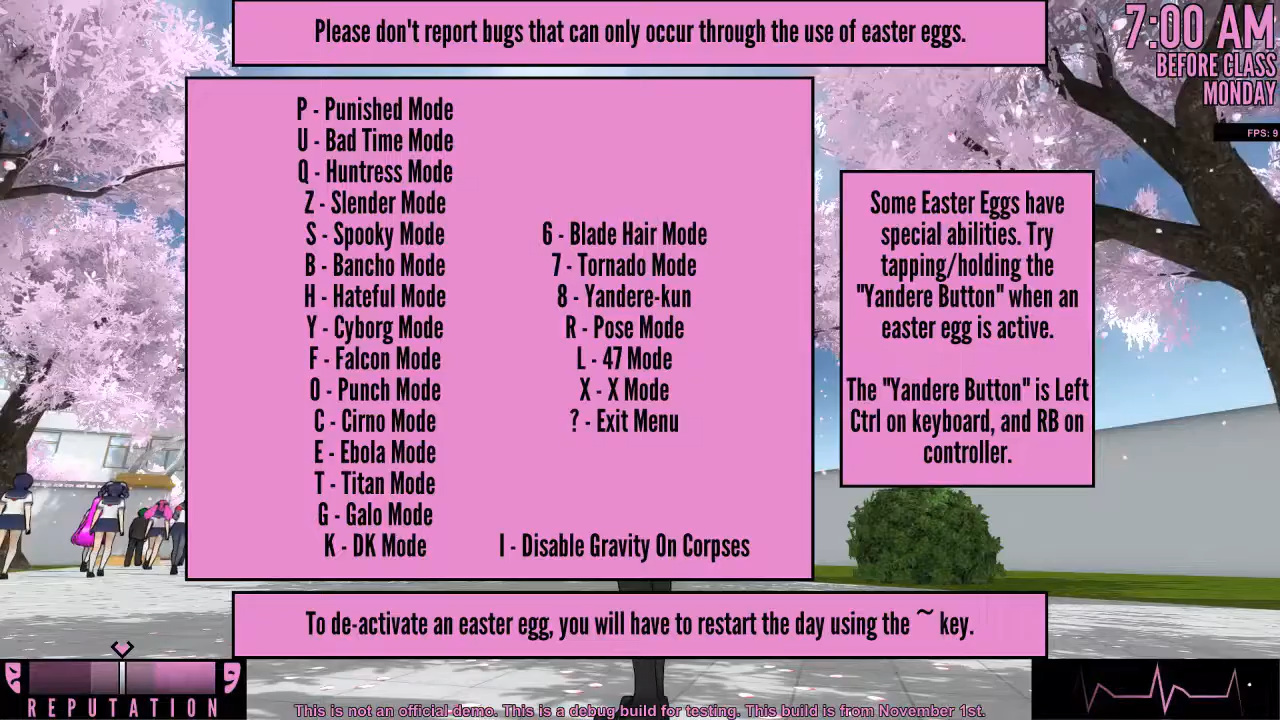 Please don't report bugs that can only occur through the use of easter eggs.
7:00 AM
BEFORE CLASS
MONDAY
FPS: 9
P - Punished Mode
U - Bad Time Mode
Q - Huntress Mode
Z - Slender Mode
S - Spooky Mode
B - Bancho Mode
H - Hateful Mode
Y - Cyborg Mode
F - Falcon Mode
O - Punch Mode
C - Cirno Mode
E - Ebola Mode
T - Titan Mode
G - Galo Mode
K - DK Mode
6 - Blade Hair Mode
7 - Tornado Mode
8 - Yandere-kun
R - Pose Mode
L - 47 Mode
X - X Mode
? - Exit Menu
I - Disable Gravity On Corpses
Some Easter Eggs have
special abilities. Try
tapping/holding the
"Yandere Button" when an
easter egg is active.
The "Yandere Button" is Left
Ctrl on keyboard, and RB on
controller.
To de-activate an easter egg, you will have to restart the day using the ~ key.
REPUTATION
This is not an official demo. This is a debug build for testing. This build is from November 1st.